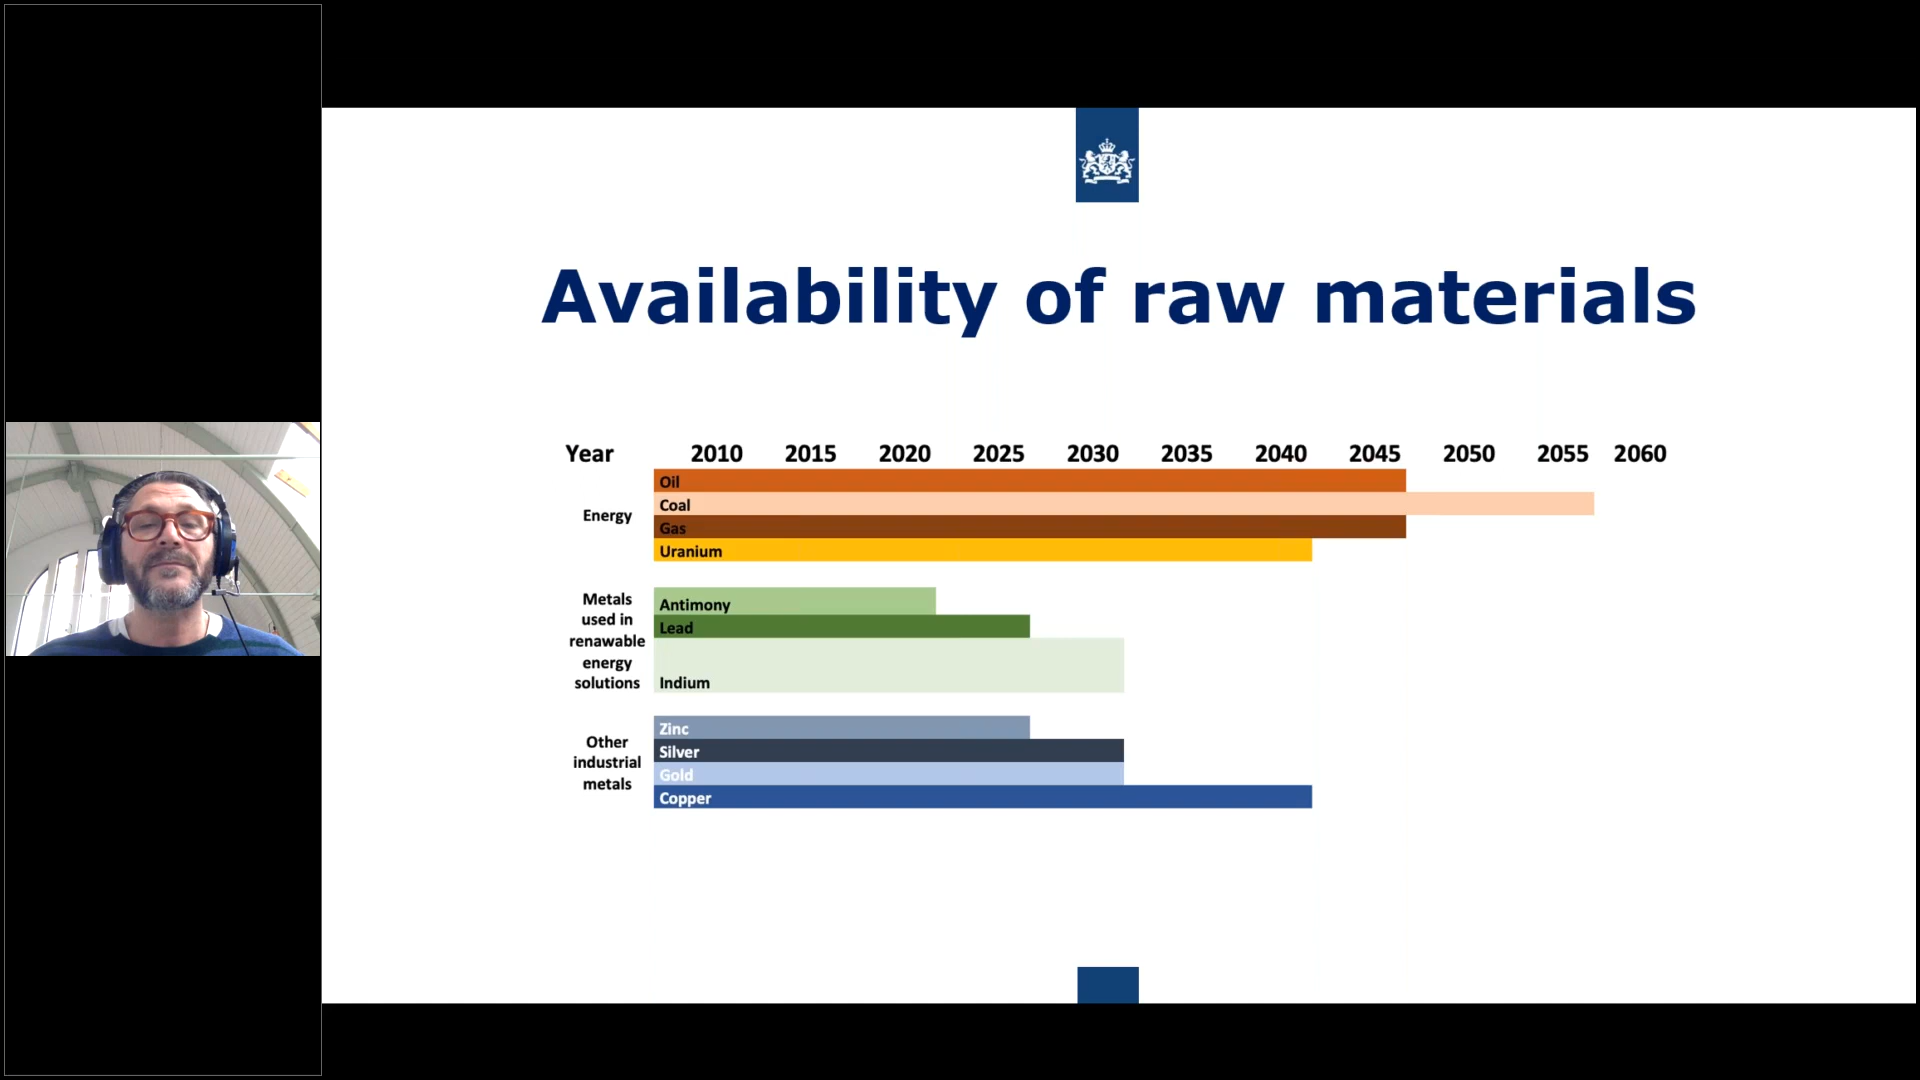 Availability of raw materials
Year 2010 2015 2020 2025 2030 2035 2040 2045 2050 2055 2060
Energy
Oil
Coal
Gas
Uranium
Metals
used in
renawable
energy
solutions
Antimony
Lead
Indium
Other
industrial
metals
Zinc
Silver
Gold
Copper